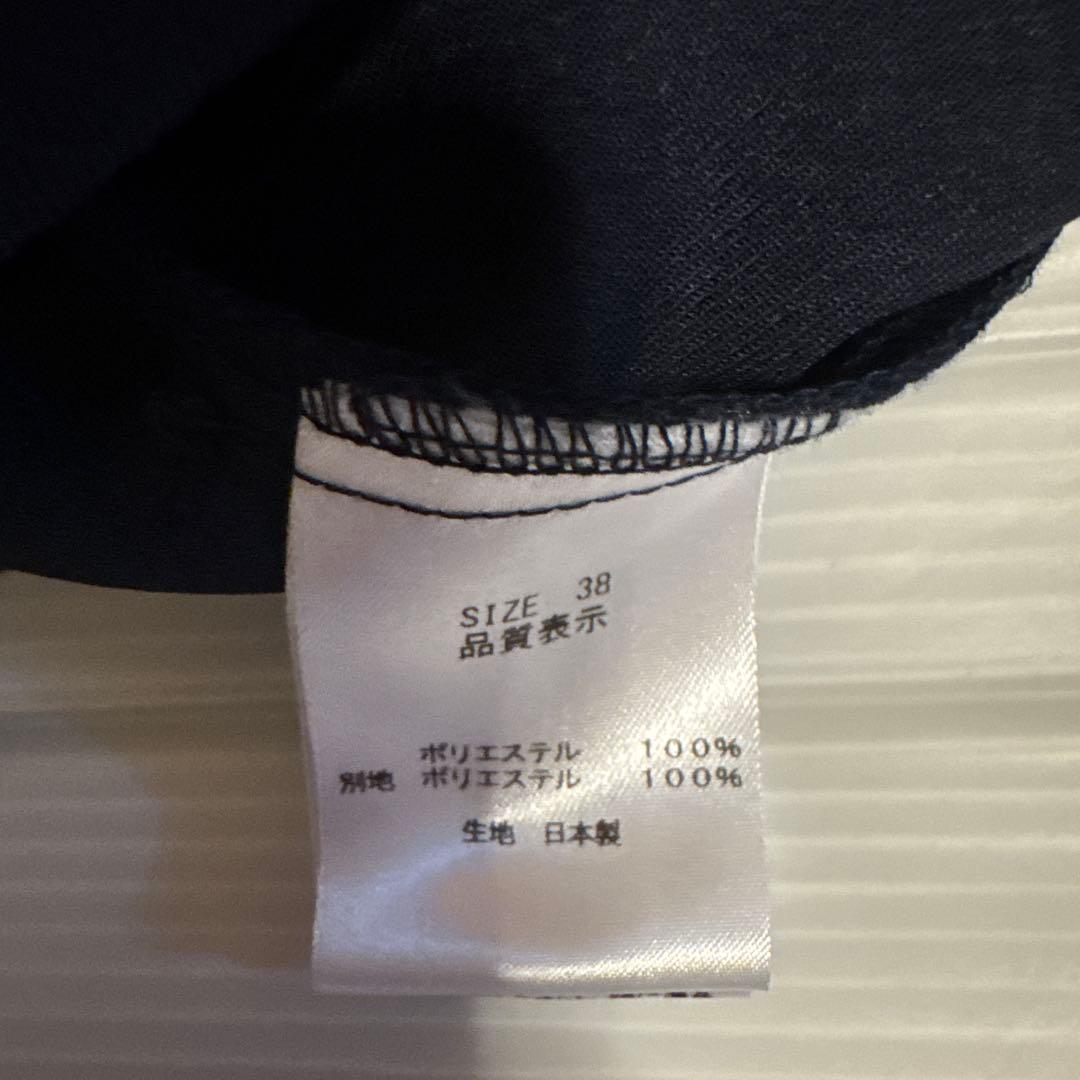 SIZE 38
品質表示
ポリエステル 100%
別地 ポリエステル 100%
生地 日本製